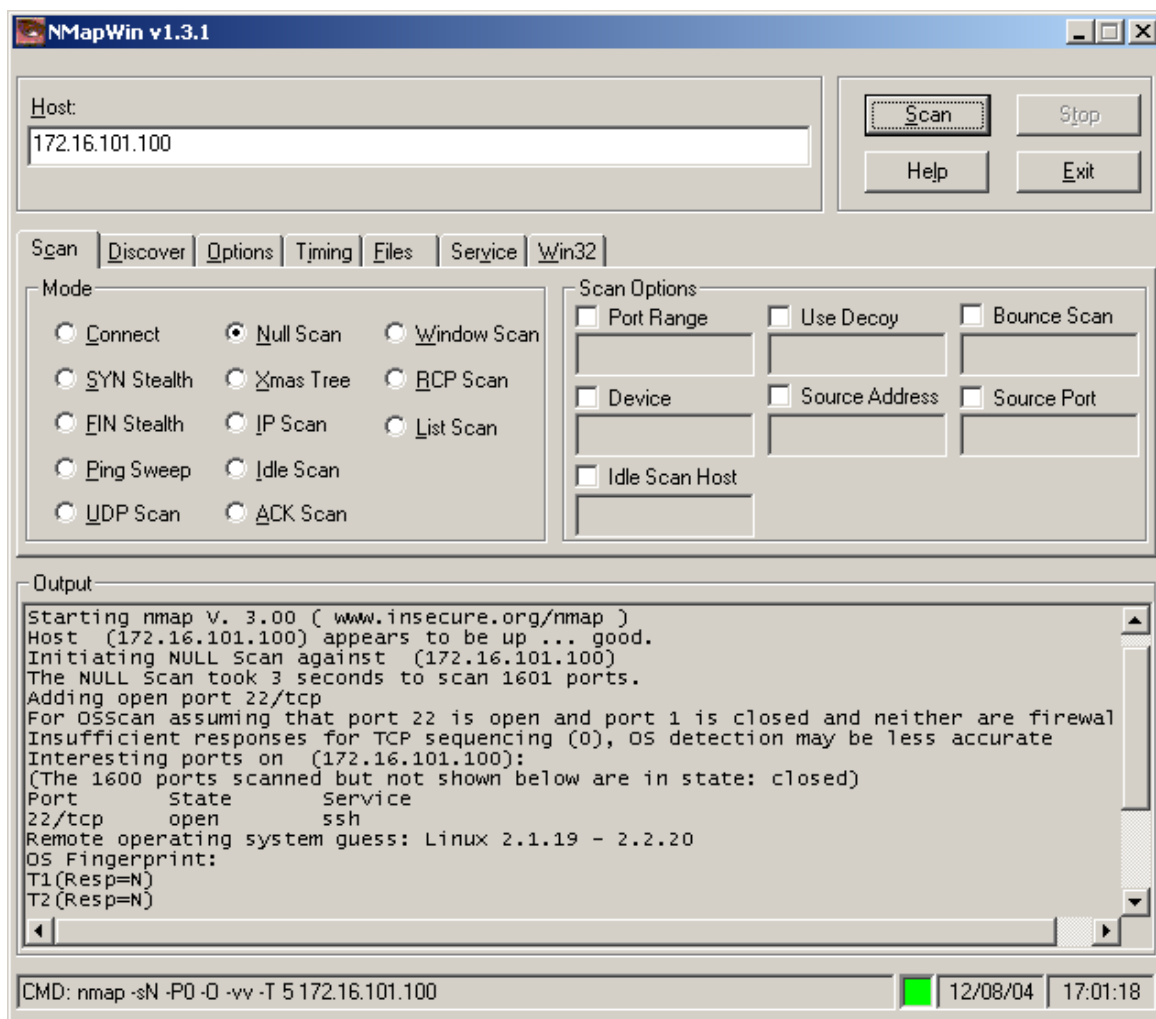 NMapWin v1.3.1
Host:
172.16.101.100
Scan
Stop
Help
Exit
Scan Discover Options Timing Files Service Win32
Mode
Connect Null Scan Window Scan
SYN Stealth Xmas Tree RCP Scan
FIN Stealth IP Scan List Scan
Ping Sweep Idle Scan
UDP Scan ACK Scan
Scan Options
Port Range Use Decoy Bounce Scan
Device Source Address Source Port
Idle Scan Host
Output
Starting nmap V. 3.00 ( www.insecure.org/nmap )
Host  (172.16.101.100) appears to be up ... good.
Initiating NULL Scan against  (172.16.101.100)
The NULL Scan took 3 seconds to scan 1601 ports.
Adding open port 22/tcp
For OSScan assuming that port 22 is open and port 1 is closed and neither are firewal
Insufficient responses for TCP sequencing (0), OS detection may be less accurate
Interesting ports on  (172.16.101.100):
(The 1600 ports scanned but not shown below are in state: closed)
Port       State       Service
22/tcp     open        ssh
Remote operating system guess: Linux 2.1.19 - 2.2.20
OS Fingerprint:
T1(Resp=N)
T2(Resp=N)
CMD: nmap -sN -P0 -O -vv -T 5 172.16.101.100
12/08/04 17:01:18